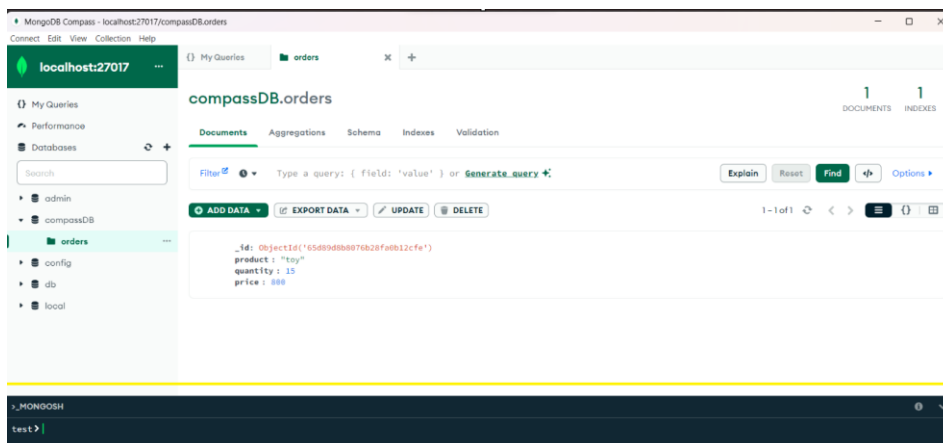 MongoDB Compass - localhost:27017/compassDB.orders
Connect Edit View Collection Help
localhost:27017 ...
{} My Queries
orders
{} My Queries
Performance
Databases
Search
admin
compassDB
orders ...
config
db
local
compassDB.orders
1 DOCUMENTS
1 INDEXES
Documents Aggregations Schema Indexes Validation
Filter Type a query: { field: 'value' } or Generate query
Explain Reset Find </> Options
ADD DATA EXPORT DATA UPDATE DELETE
1-1 of 1 {}
_id: ObjectId('65d89d8b8076b28fa0b12cfe')
product : "toy"
quantity : 15
price : 800
>_MONGOSH
test>